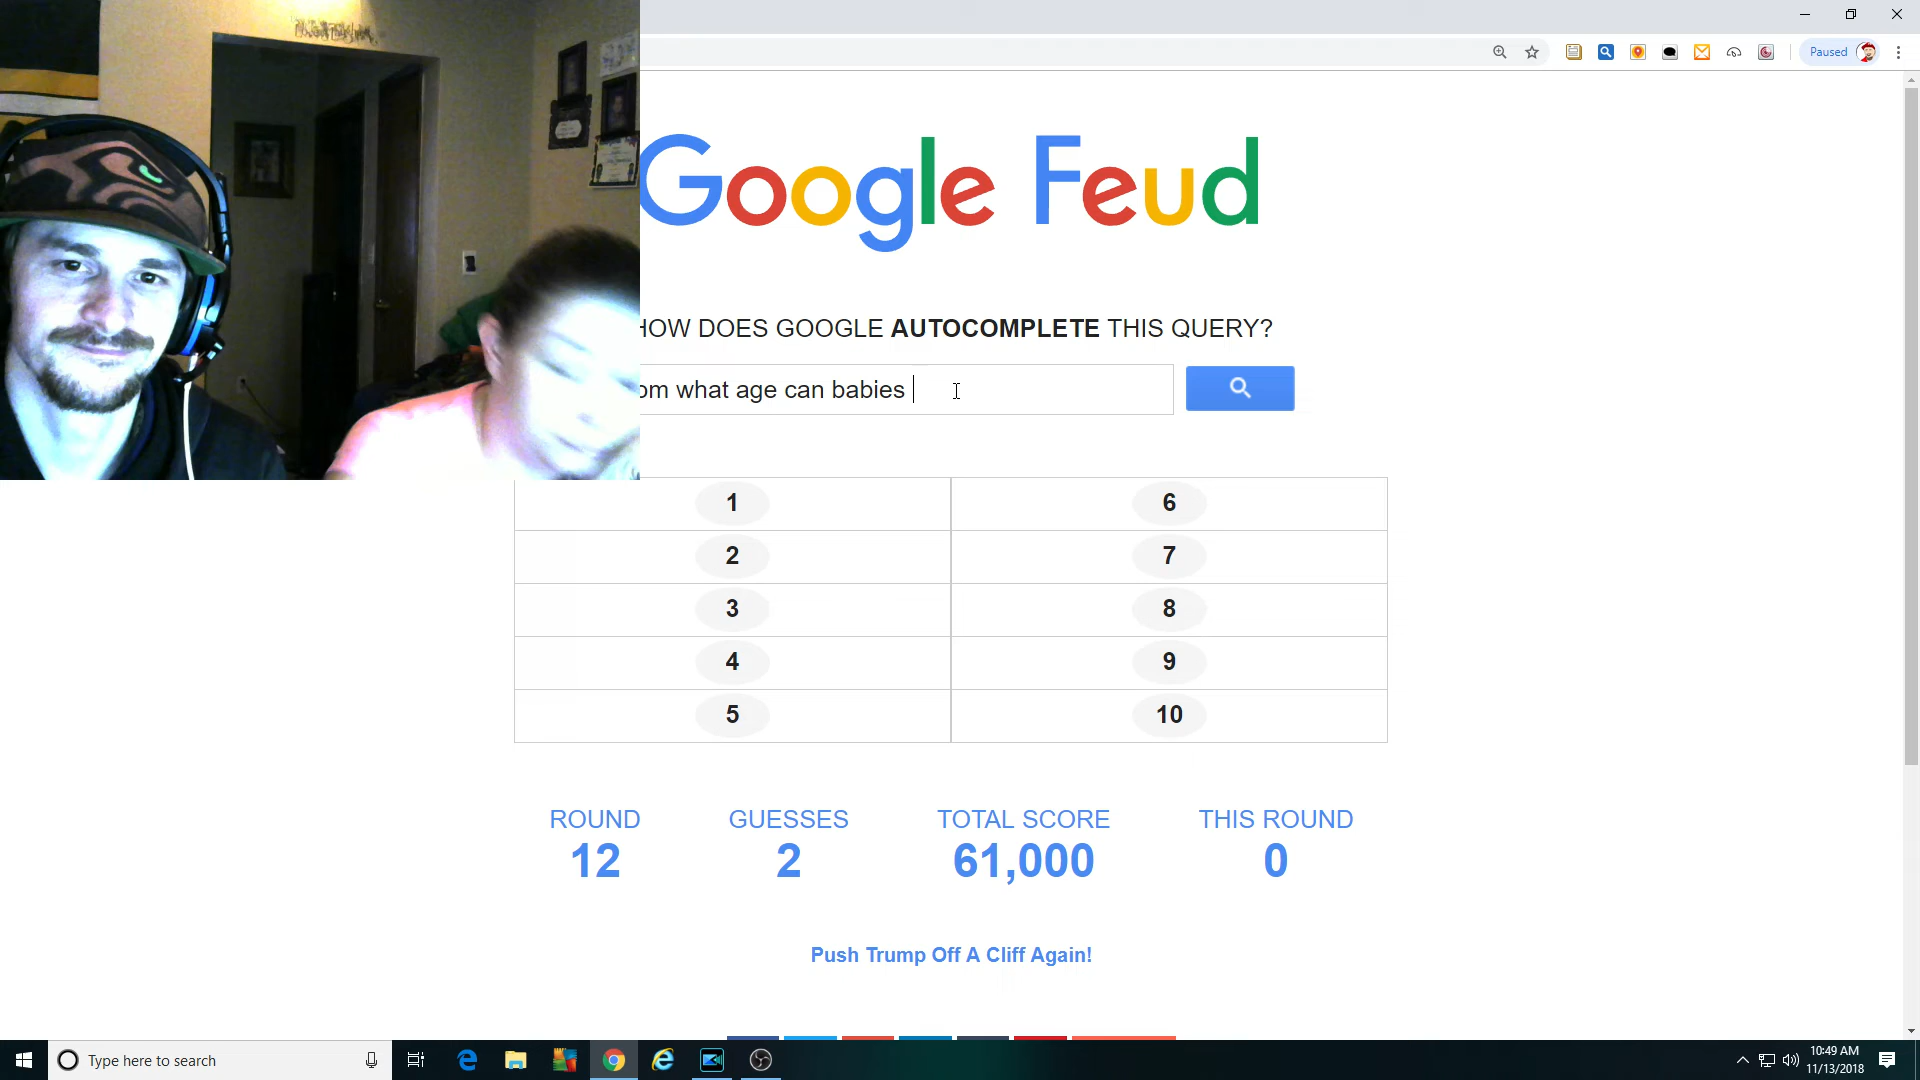 Paused
Google Feud
HOW DOES GOOGLE AUTOCOMPLETE THIS QUERY?
om what age can babies
1 6
2 7
3 8
4 9
5 10
ROUND GUESSES TOTAL SCORE THIS ROUND
12 2 61,000 0
Push Trump Off A Cliff Again!
Type here to search
10:49 AM
11/13/2018